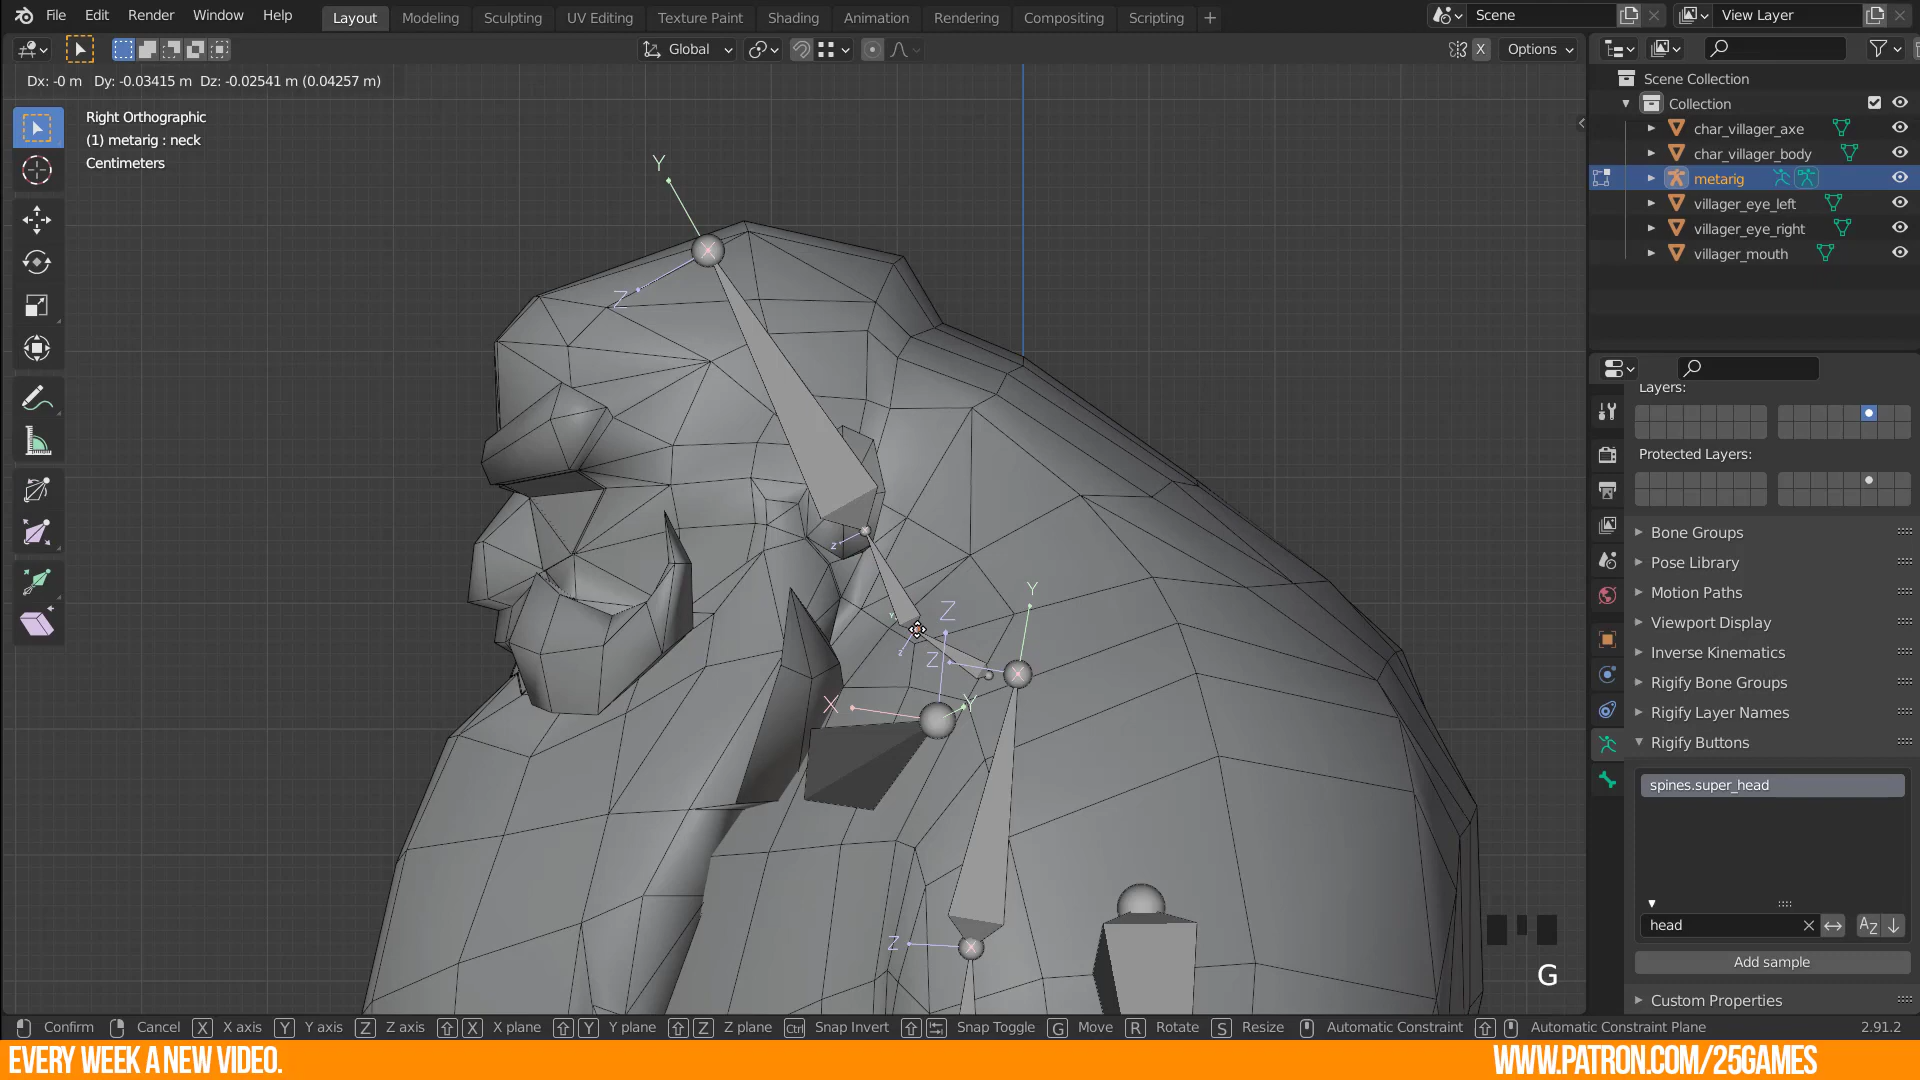 File Edit Render Window Help Layout Modeling Sculpting UV Editing Texture Paint Shading Animation Rendering Compositing Scripting + Scene View Layer
Global Options
Dx: -0 m Dy: -0.03415 m Dz: -0.02541 m (0.04257 m)
Scene Collection
Collection
Right Orthographic
char_villager_axe
(1) metarig : neck
char_villager_body
Centimeters
metarig
villager_eye_left
villager_eye_right
villager_mouth
Layers:
Protected Layers:
Bone Groups
Pose Library
Motion Paths
Viewport Display
Inverse Kinematics
Rigify Bone Groups
Rigify Layer Names
Rigify Buttons
spines.super_head
head
Add sample
Custom Properties
Y
Z
z
Y
Z
Z
X
Y
Z
G
Confirm Cancel X X axis Y Y axis Z Z axis X X plane Y Y plane Z Z plane Ctrl Snap Invert Snap Toggle G Move R Rotate S Resize Automatic Constraint Automatic Constraint Plane 2.91.2
EVERY WEEK A NEW VIDEO. WWW.PATRON.COM/25GAMES